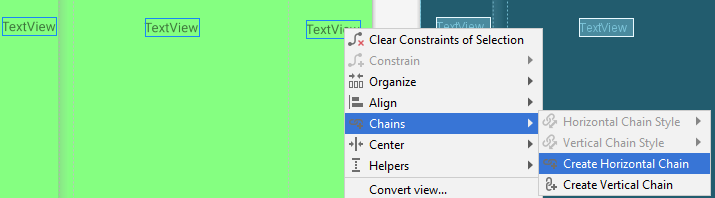 TextView
TextView
TextView
TextView
TextView
Clear Constraints of Selection
Constrain
Organize
Align
Chains
Center
Helpers
Convert view...
Horizontal Chain Style
Vertical Chain Style
Create Horizontal Chain
Create Vertical Chain